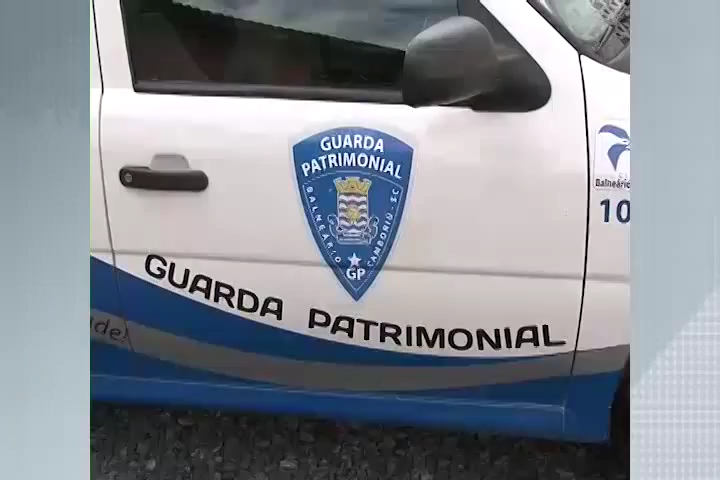 GUARDA
PATRIMONIAL
BALNEÁRIO CAMBORIÚ - SC
GP
GUARDA PATRIMONIAL
Balneário
10